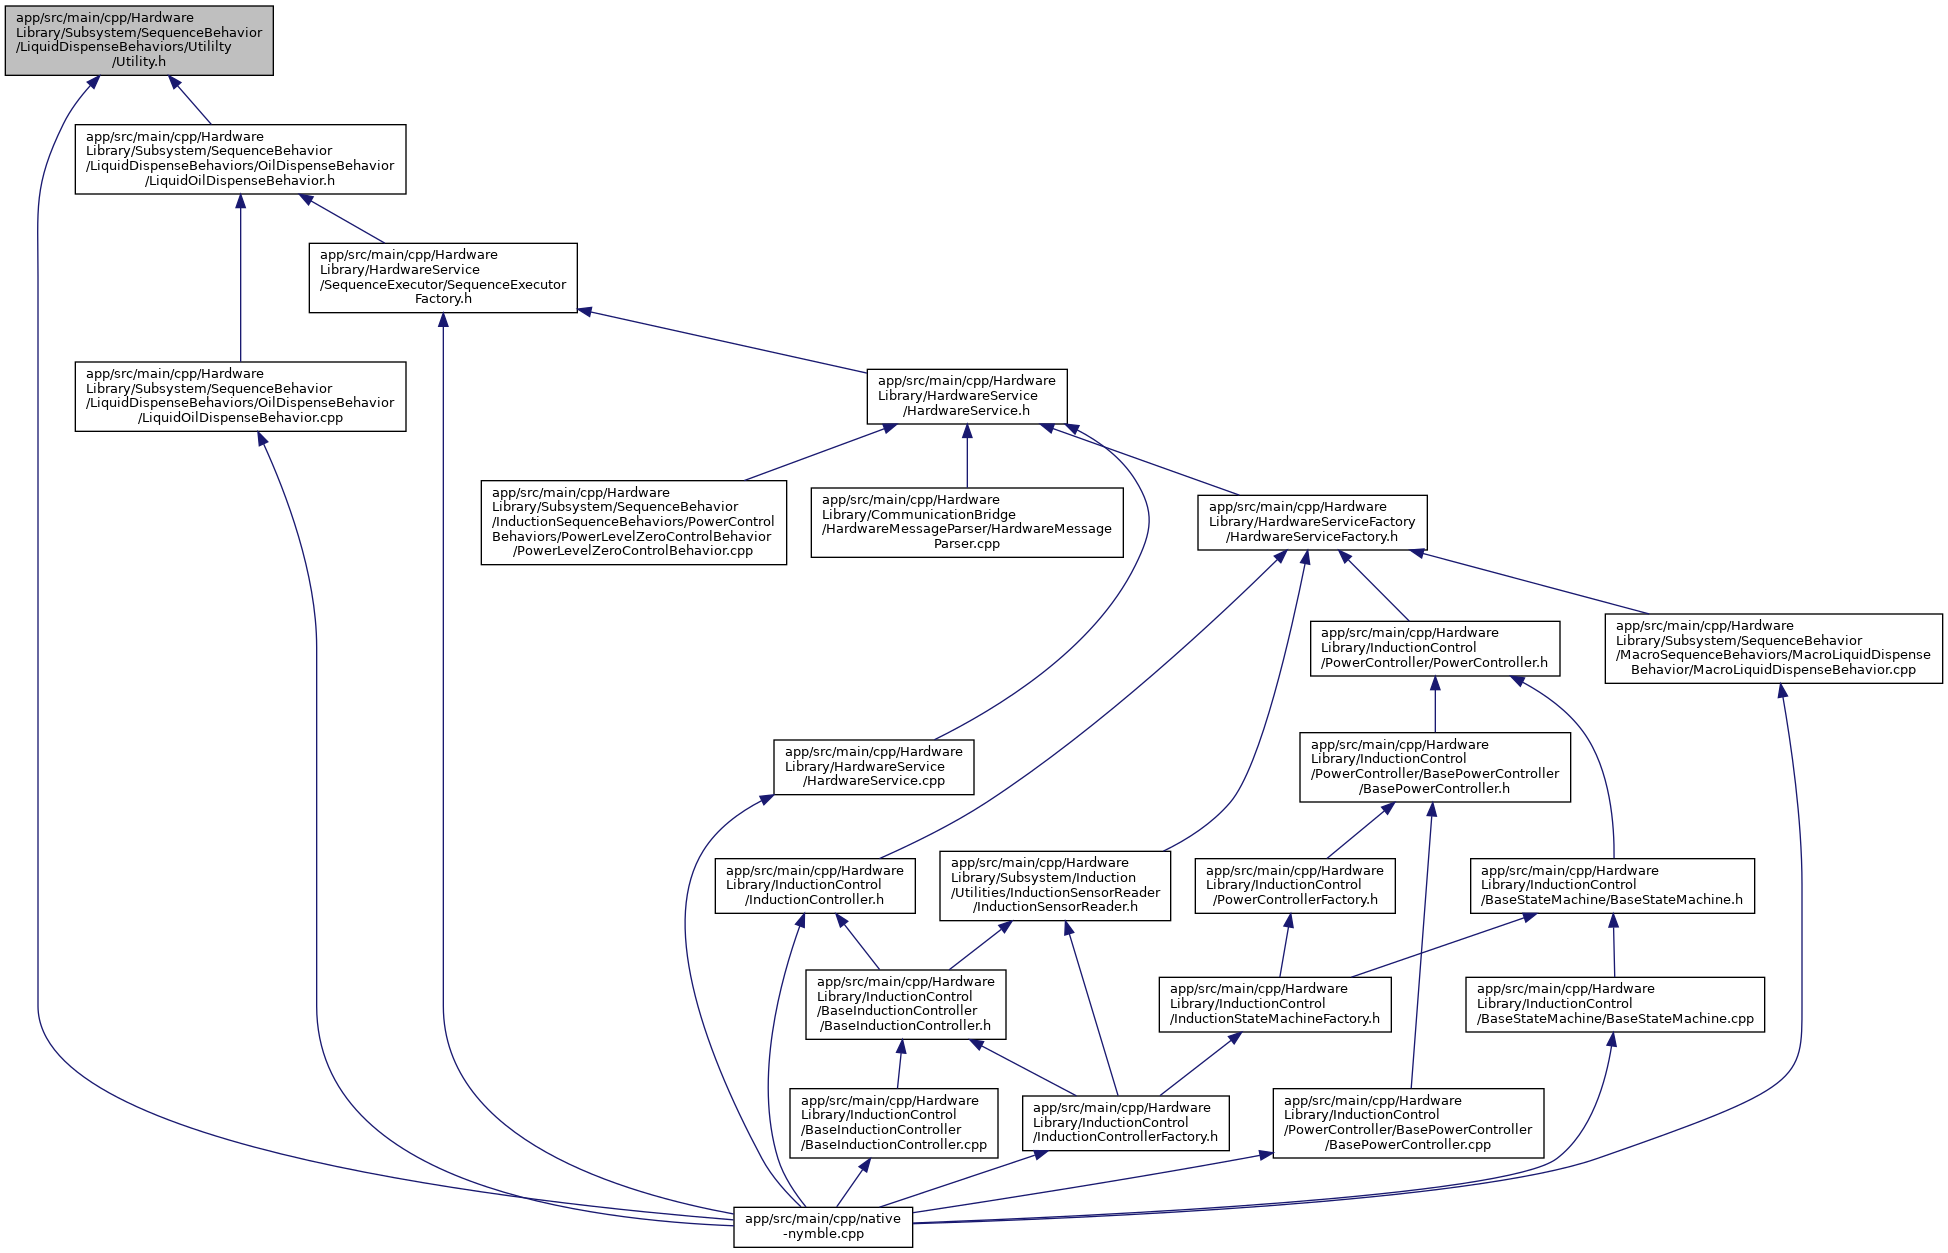 app/src/main/cpp/Hardware
Library/Subsystem/SequenceBehavior
/LiquidDispenseBehaviors/Utililty
/Utility.h
app/src/main/cpp/Hardware
Library/Subsystem/SequenceBehavior
/LiquidDispenseBehaviors/OilDispenseBehavior
/LiquidOilDispenseBehavior.h
app/src/main/cpp/Hardware
Library/HardwareService
/SequenceExecutor/SequenceExecutor
Factory.h
app/src/main/cpp/Hardware
Library/Subsystem/SequenceBehavior
/LiquidDispenseBehaviors/OilDispenseBehavior
/LiquidOilDispenseBehavior.cpp
app/src/main/cpp/Hardware
Library/HardwareService
/HardwareService.h
app/src/main/cpp/Hardware
Library/Subsystem/SequenceBehavior
/InductionSequenceBehaviors/PowerControl
Behaviors/PowerLevelZeroControlBehavior
/PowerLevelZeroControlBehavior.cpp
app/src/main/cpp/Hardware
Library/CommunicationBridge
/HardwareMessageParser/HardwareMessage
Parser.cpp
app/src/main/cpp/Hardware
Library/HardwareServiceFactory
/HardwareServiceFactory.h
app/src/main/cpp/Hardware
Library/InductionControl
/PowerController/PowerController.h
app/src/main/cpp/Hardware
Library/Subsystem/SequenceBehavior
/MacroSequenceBehaviors/MacroLiquidDispense
Behavior/MacroLiquidDispenseBehavior.cpp
app/src/main/cpp/Hardware
Library/HardwareService
/HardwareService.cpp
app/src/main/cpp/Hardware
Library/InductionControl
/PowerController/BasePowerController
/BasePowerController.h
app/src/main/cpp/Hardware
Library/InductionControl
/InductionController.h
app/src/main/cpp/Hardware
Library/Subsystem/Induction
/Utilities/InductionSensorReader
/InductionSensorReader.h
app/src/main/cpp/Hardware
Library/InductionControl
/PowerControllerFactory.h
app/src/main/cpp/Hardware
Library/InductionControl
/BaseStateMachine/BaseStateMachine.h
app/src/main/cpp/Hardware
Library/InductionControl
/BaseInductionController
/BaseInductionController.h
app/src/main/cpp/Hardware
Library/InductionControl
/InductionStateMachineFactory.h
app/src/main/cpp/Hardware
Library/InductionControl
/BaseStateMachine/BaseStateMachine.cpp
app/src/main/cpp/Hardware
Library/InductionControl
/BaseInductionController
/BaseInductionController.cpp
app/src/main/cpp/Hardware
Library/InductionControl
/InductionControllerFactory.h
app/src/main/cpp/Hardware
Library/InductionControl
/PowerController/BasePowerController
/BasePowerController.cpp
app/src/main/cpp/native
-nymble.cpp